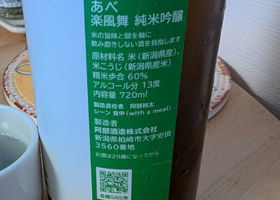 あべ
楽風舞 純米吟醸
米の旨味と酸を軸に
飲み飽きしない酒を目指します
原材料名 米（新潟県産）、
米こうじ（新潟県産米）
精米歩合 60%
アルコール分 13度
内容量 720ml
製造責任者 阿部裕太
シーン 食中（with a meal）
製造者
阿部酒造株式会社
新潟県柏崎市大字安田
3560番地
お酒は20歳になってから
各種SNS等